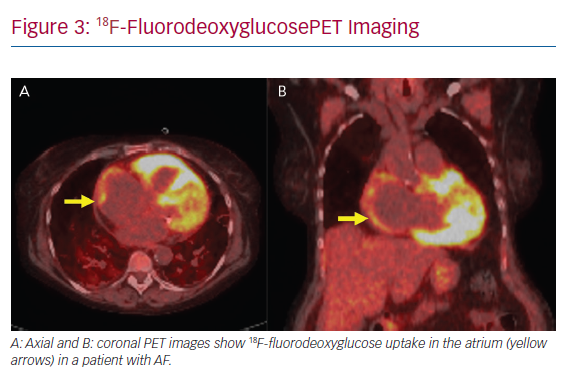 Figure 3: ¹⁸F-FluorodeoxyglucosePET Imaging
A
B
A: Axial and B: coronal PET images show ¹⁸F-fluorodeoxyglucose uptake in the atrium (yellow
arrows) in a patient with AF.